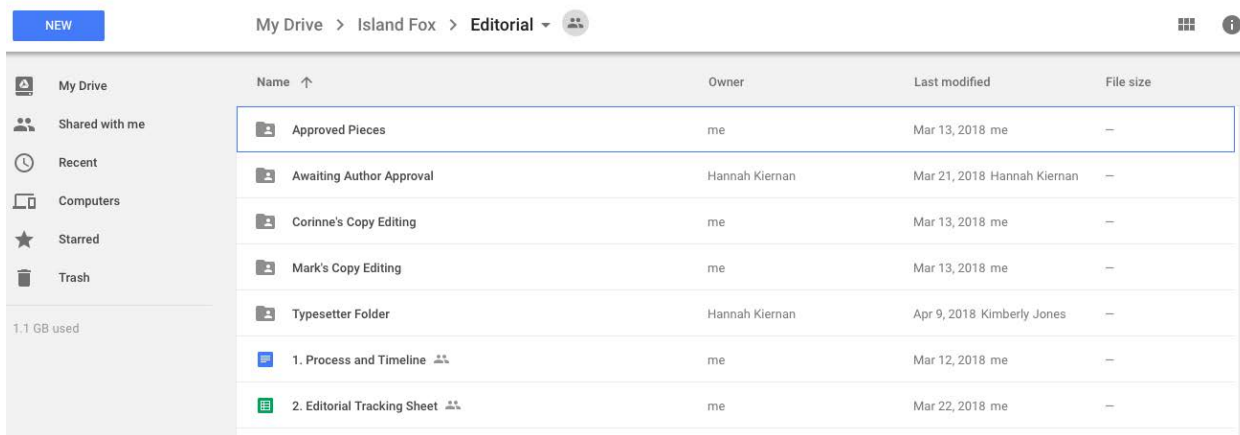 NEW
My Drive > Island Fox > Editorial
My Drive
Shared with me
Recent
Computers
Starred
Trash
1.1 GB used
Name Owner Last modified File size
Approved Pieces me Mar 13, 2018 me –
Awaiting Author Approval Hannah Kiernan Mar 21, 2018 Hannah Kiernan –
Corinne's Copy Editing me Mar 13, 2018 me –
Mark's Copy Editing me Mar 13, 2018 me –
Typesetter Folder Hannah Kiernan Apr 9, 2018 Kimberly Jones –
1. Process and Timeline me Mar 12, 2018 me –
2. Editorial Tracking Sheet me Mar 22, 2018 me –